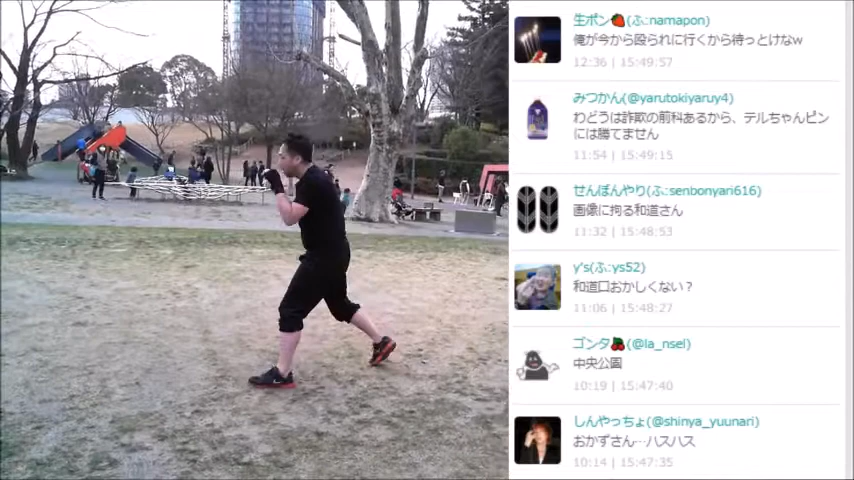 生ポン🍓(ふ:namapon)
俺が今から殴られに行くから待っとけなw
12:36 | 15:49:57
みつかん(@yarutokiyaruy4)
わどうは詐欺の前科あるから、テルちゃんピン
には勝てません
11:54 | 15:49:15
せんぼんやり(ふ:senbonyari616)
画像に拘る和道さん
11:32 | 15:48:53
y's(ふ:ys52)
和道口おかしくない？
11:06 | 15:48:27
ゴンタ🍒(@la_nsel)
中央公園
10:19 | 15:47:40
しんやっちょ(@shinya_yuunari)
おかずさん…ハスハス
10:14 | 15:47:35